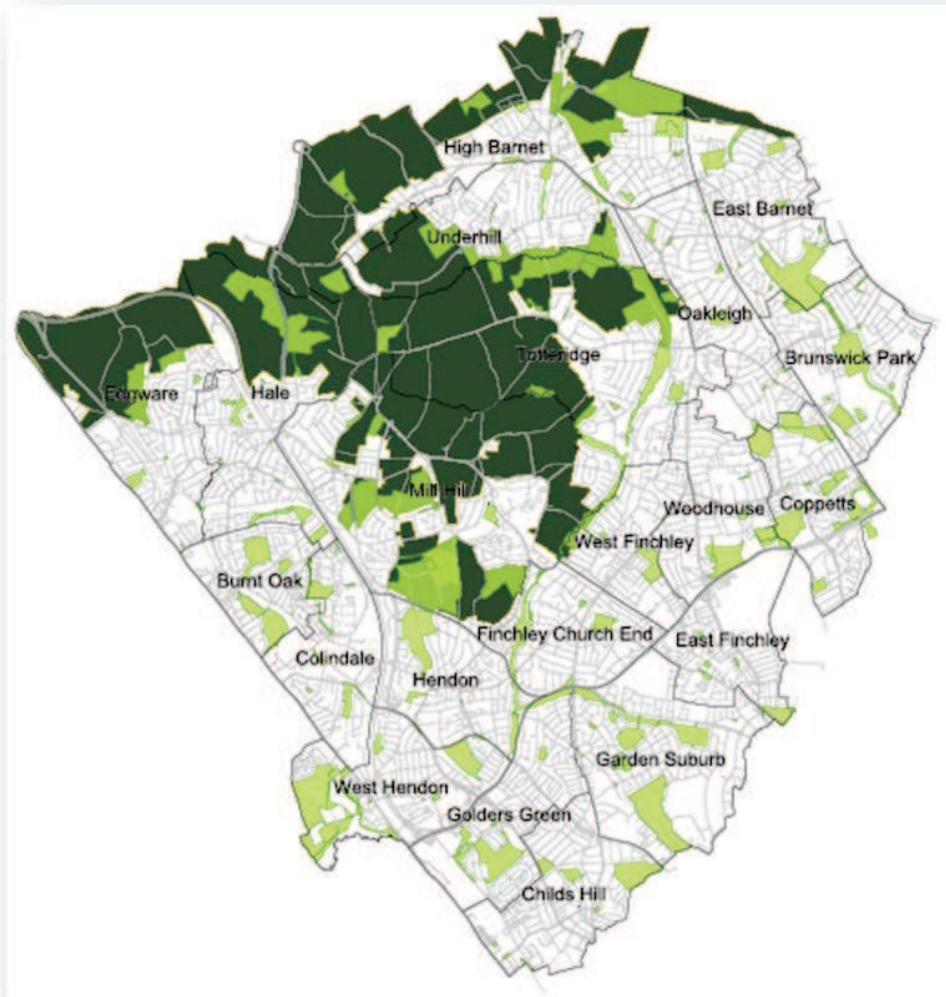 High Barnet
East Barnet
Underhill
Oakleigh
Totteridge
Brunswick Park
Edgware
Hale
Mill Hill
Woodhouse
Coppetts
West Finchley
Burnt Oak
Finchley Church End
East Finchley
Colindale
Hendon
Garden Suburb
West Hendon
Golders Green
Childs Hill